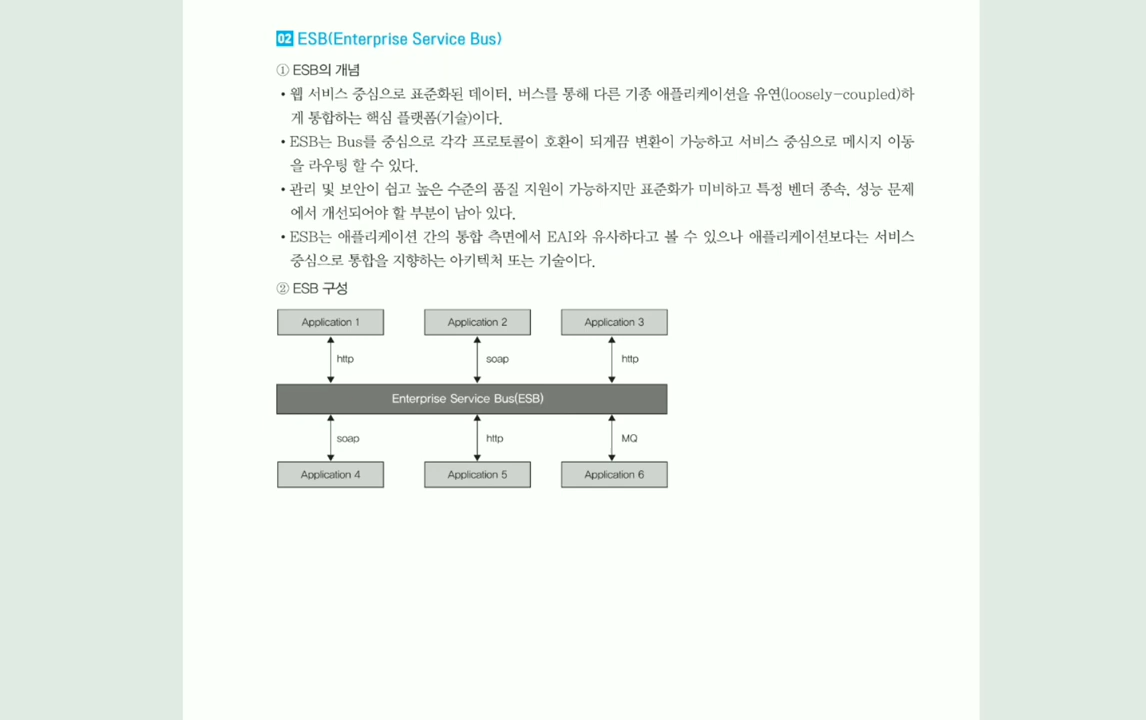 02 ESB(Enterprise Service Bus)
① ESB의 개념
• 웹 서비스 중심으로 표준화된 데이터, 버스를 통해 다른 기종 애플리케이션을 유연(loosely-coupled)하
게 통합하는 핵심 플랫폼(기술)이다.
• ESB는 Bus를 중심으로 각각 프로토콜이 호환이 되게끔 변환이 가능하고 서비스 중심으로 메시지 이동
을 라우팅 할 수 있다.
• 관리 및 보안이 쉽고 높은 수준의 품질 지원이 가능하지만 표준화가 미비하고 특정 벤더 종속, 성능 문제
에서 개선되어야 할 부분이 남아 있다.
• ESB는 애플리케이션 간의 통합 측면에서 EAI와 유사하다고 볼 수 있으나 애플리케이션보다는 서비스
중심으로 통합을 지향하는 아키텍처 또는 기술이다.
② ESB 구성
Application 1 Application 2 Application 3
http soap http
Enterprise Service Bus(ESB)
soap http MQ
Application 4 Application 5 Application 6